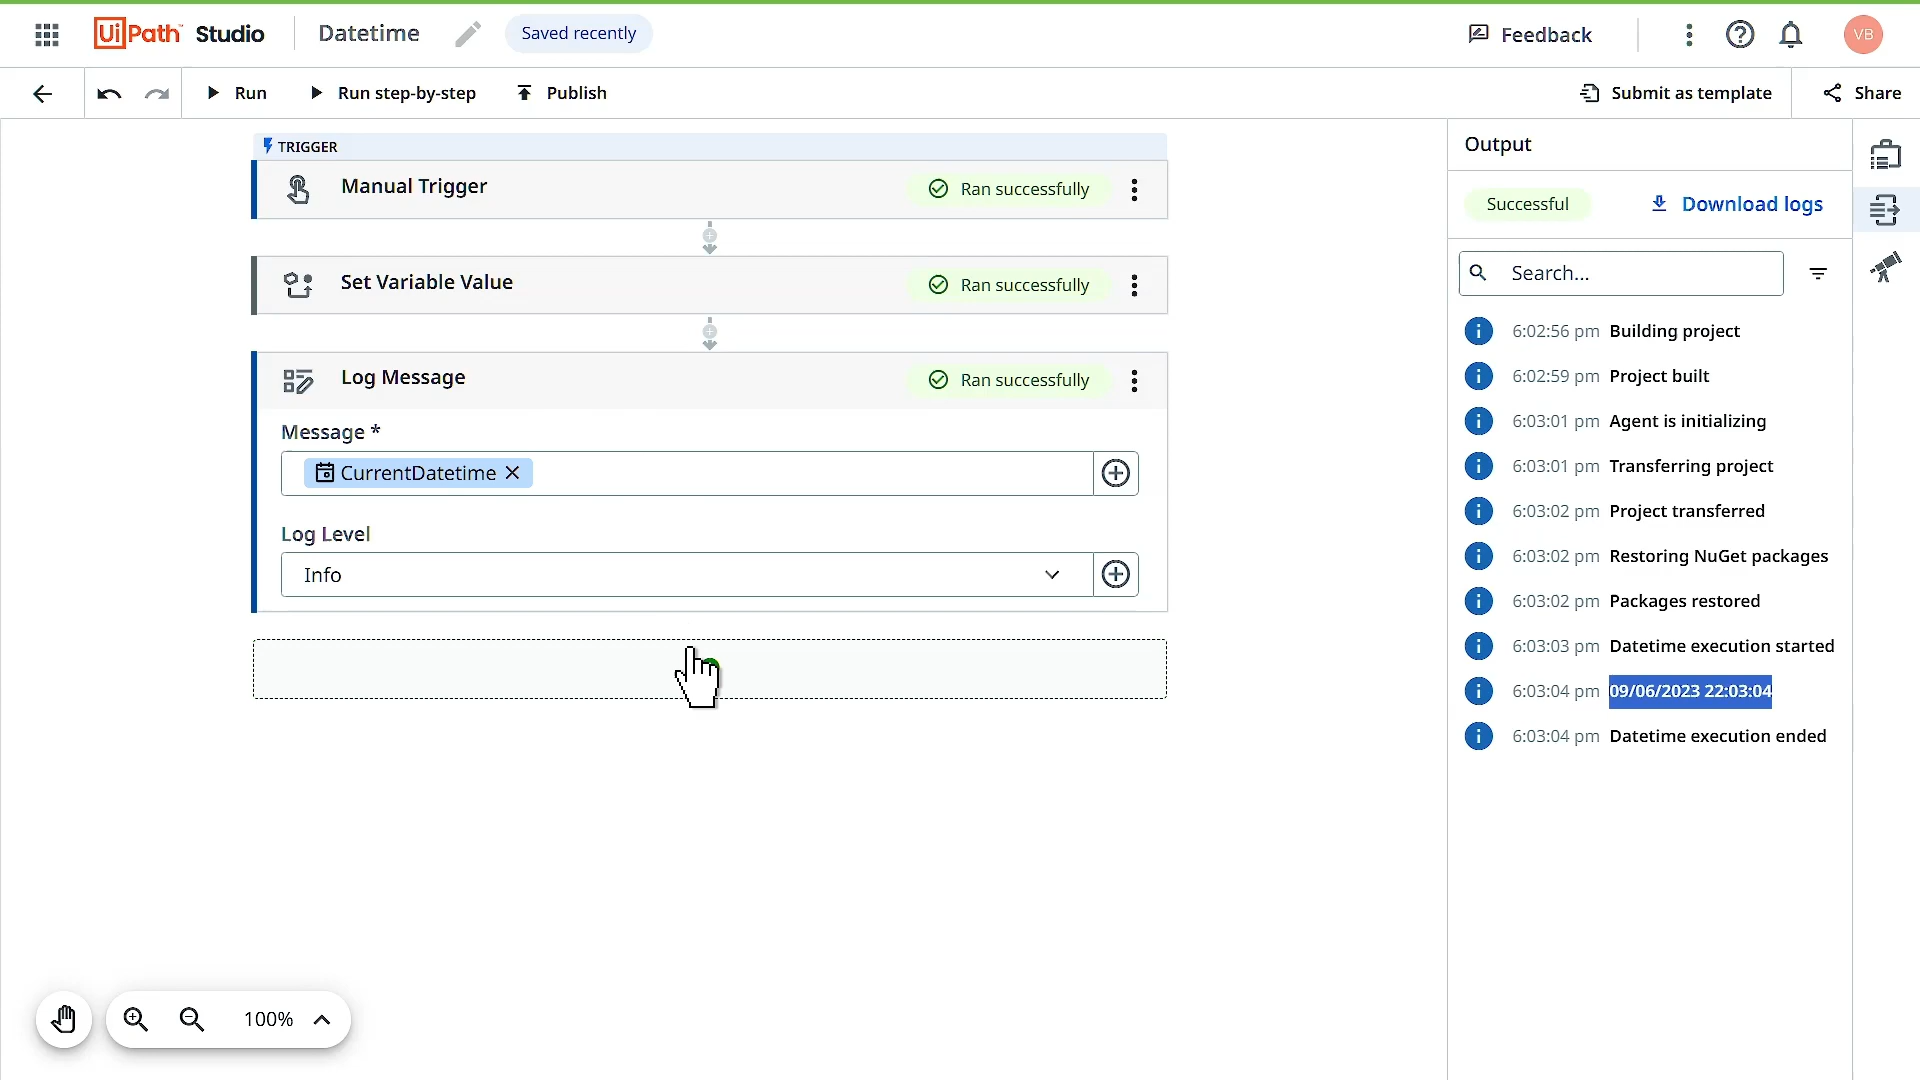 UiPath Studio
Datetime
Saved recently
Feedback
VB
Run
Run step-by-step
Publish
Submit as template
Share
TRIGGER
Manual Trigger
Ran successfully
Set Variable Value
Ran successfully
Log Message
Ran successfully
Message *
CurrentDatetime
Log Level
Info
100%
Output
Successful
Download logs
Search...
6:02:56 pm Building project
6:02:59 pm Project built
6:03:01 pm Agent is initializing
6:03:01 pm Transferring project
6:03:02 pm Project transferred
6:03:02 pm Restoring NuGet packages
6:03:02 pm Packages restored
6:03:03 pm Datetime execution started
6:03:04 pm 09/06/2023 22:03:04
6:03:04 pm Datetime execution ended